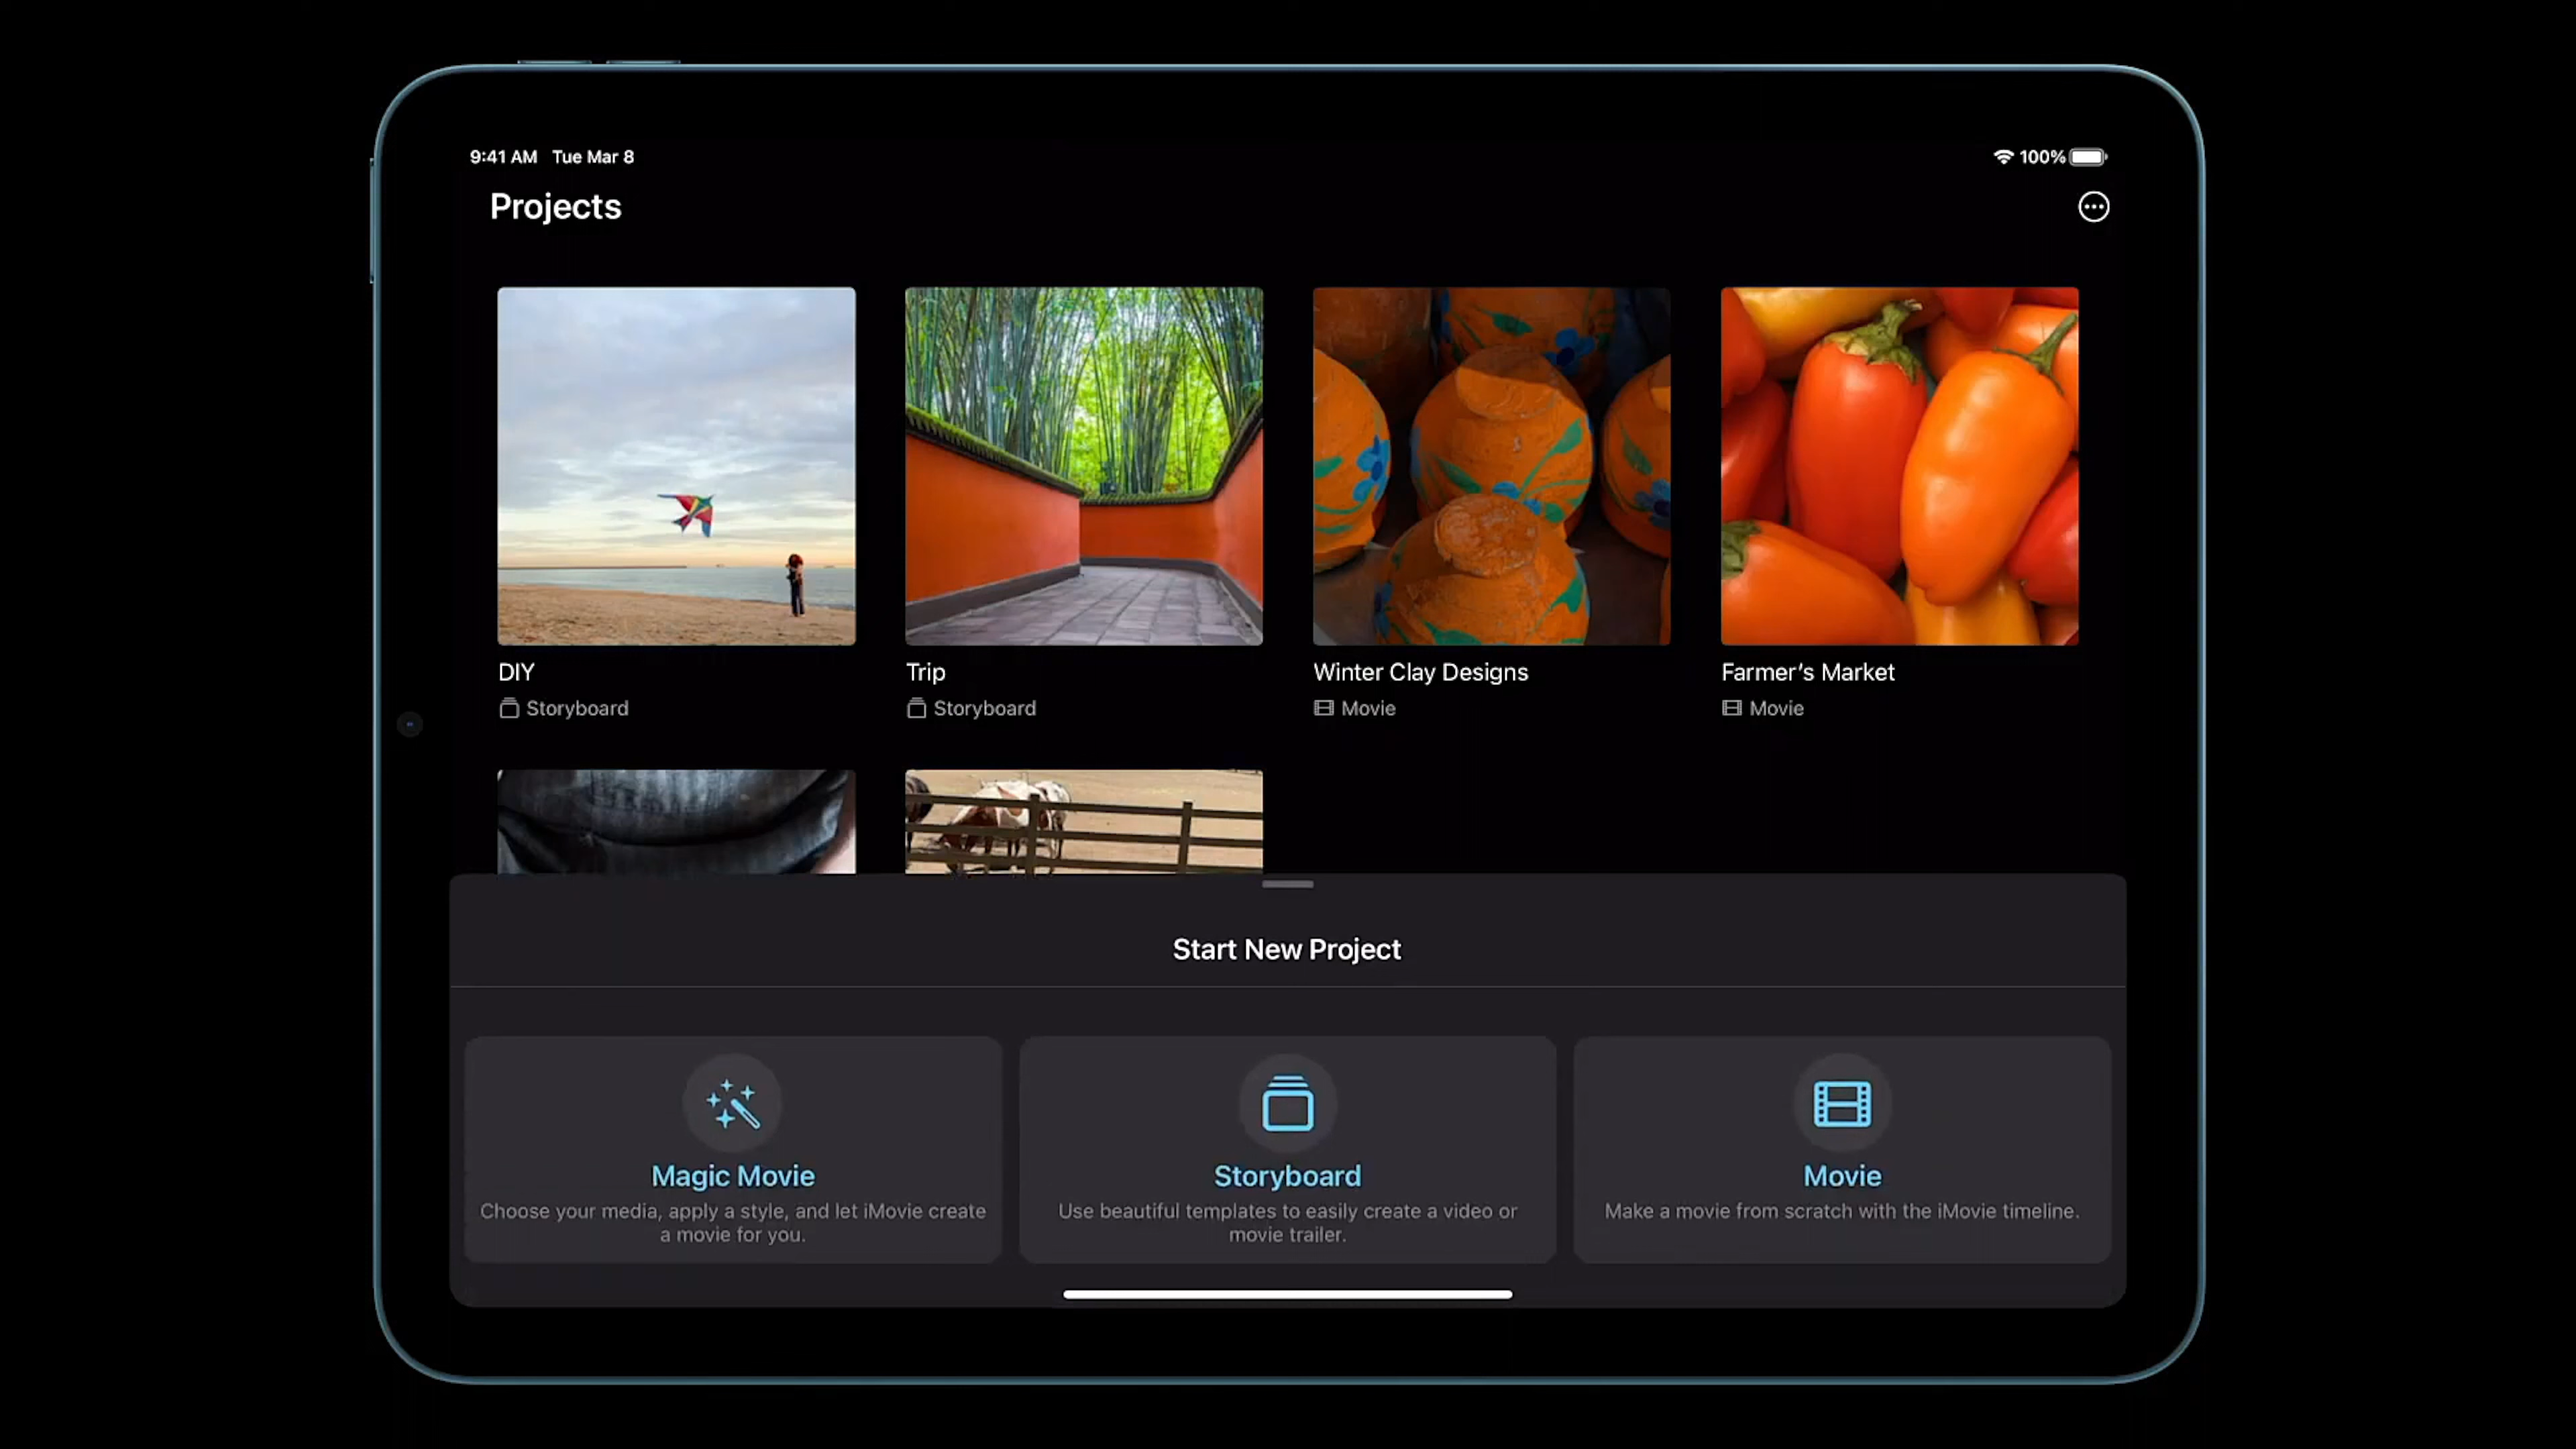 9:41 AM Tue Mar 8
100%
Projects
DIY
Storyboard
Trip
Storyboard
Winter Clay Designs
Movie
Farmer’s Market
Movie
Start New Project
Magic Movie
Choose your media, apply a style, and let iMovie create
a movie for you.
Storyboard
Use beautiful templates to easily create a video or
movie trailer.
Movie
Make a movie from scratch with the iMovie timeline.